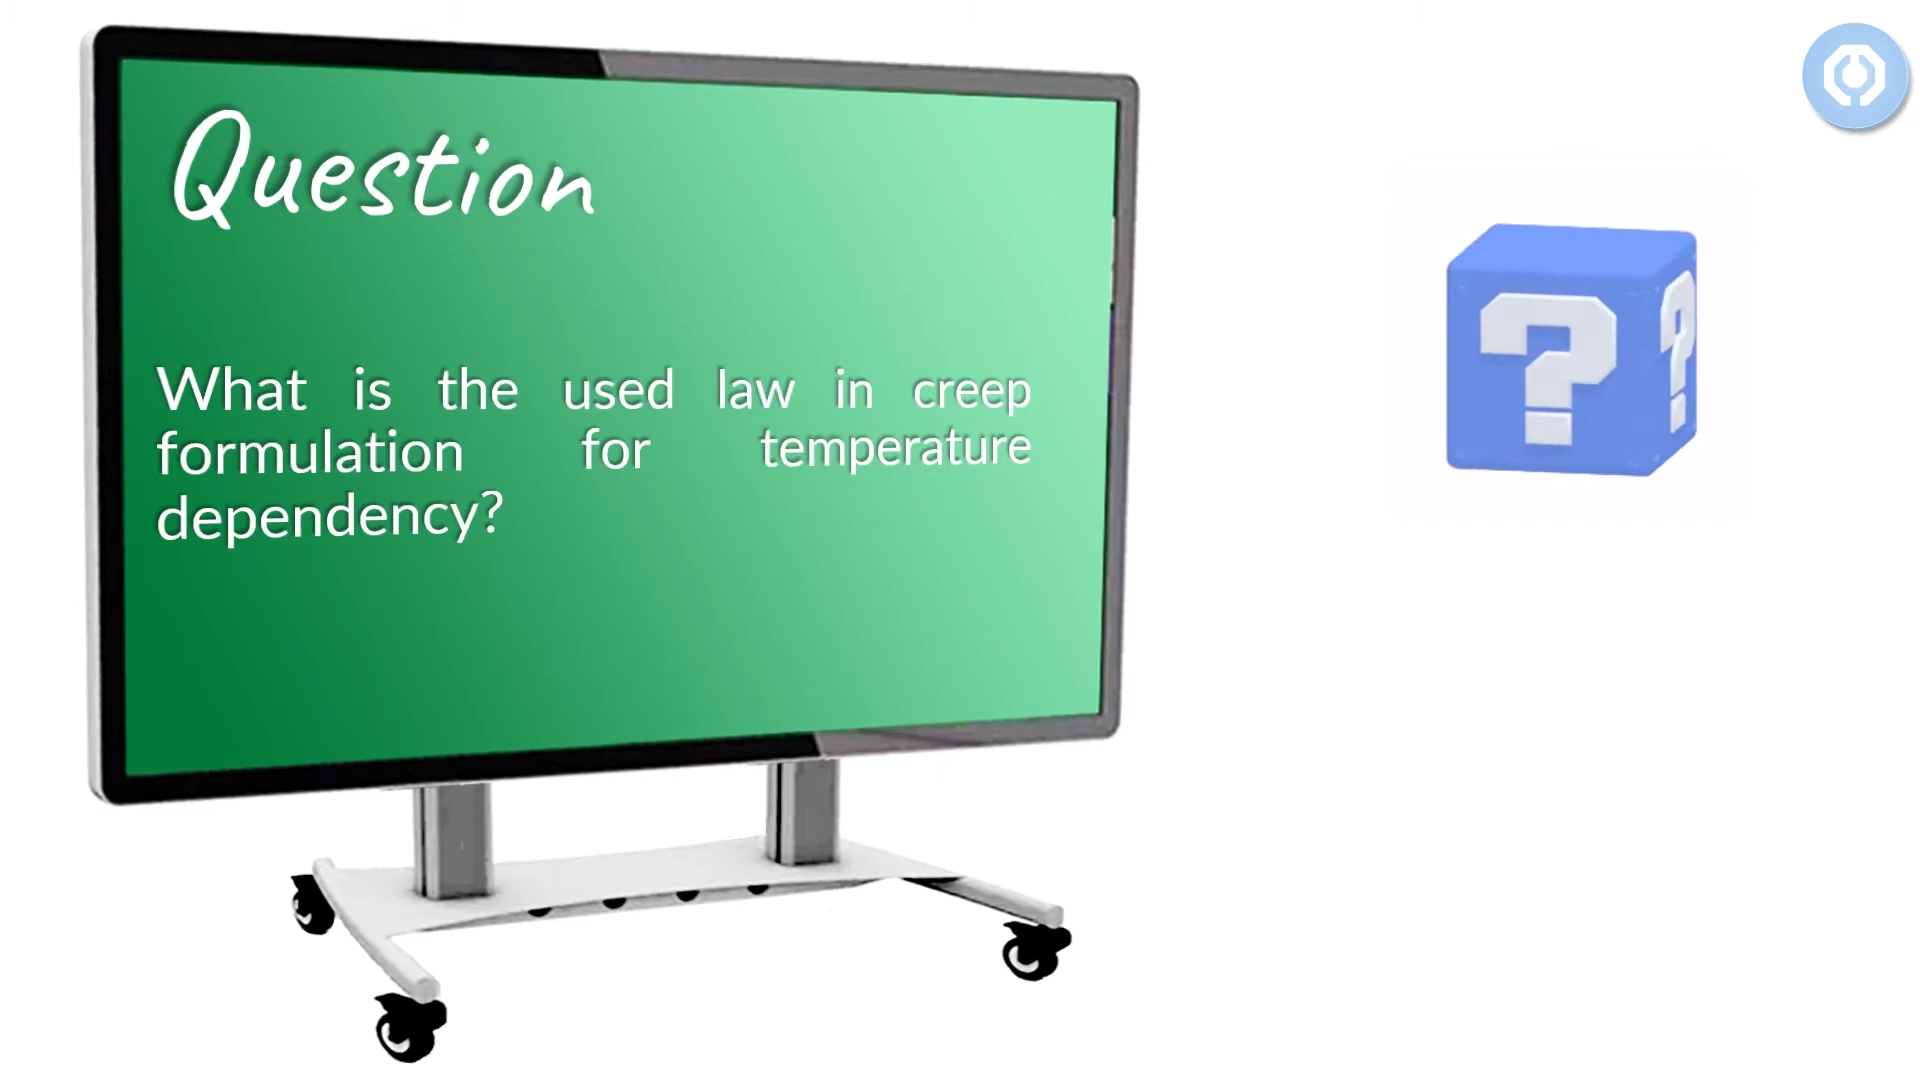 Question
What is the used law in creep
formulation for temperature
dependency?
? ?